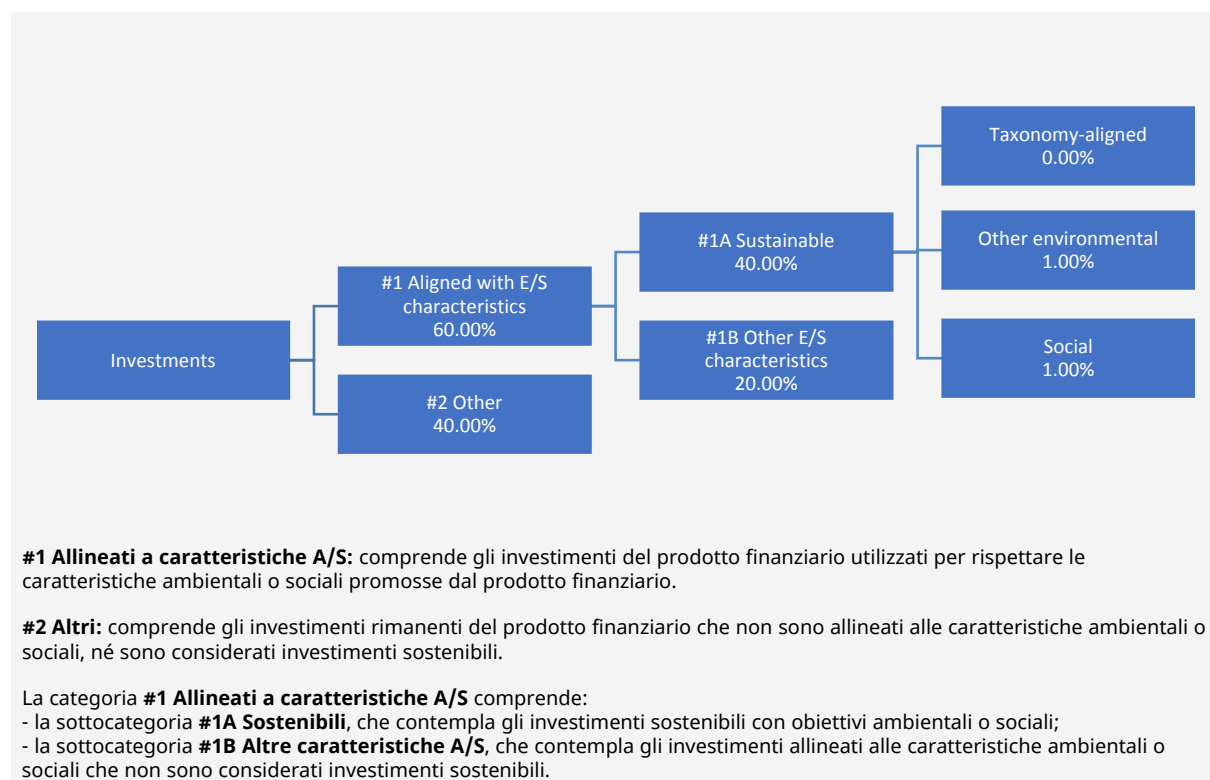 Investments
#1 Aligned with E/S
characteristics
60.00%
#2 Other
40.00%
#1A Sustainable
40.00%
#1B Other E/S
characteristics
20.00%
Taxonomy-aligned
0.00%
Other environmental
1.00%
Social
1.00%
#1 Allineati a caratteristiche A/S: comprende gli investimenti del prodotto finanziario utilizzati per rispettare le
caratteristiche ambientali o sociali promosse dal prodotto finanziario.
#2 Altri: comprende gli investimenti rimanenti del prodotto finanziario che non sono allineati alle caratteristiche ambientali o
sociali, né sono considerati investimenti sostenibili.
La categoria #1 Allineati a caratteristiche A/S comprende:
- la sottocategoria #1A Sostenibili, che contempla gli investimenti sostenibili con obiettivi ambientali o sociali;
- la sottocategoria #1B Altre caratteristiche A/S, che contempla gli investimenti allineati alle caratteristiche ambientali o
sociali che non sono considerati investimenti sostenibili.